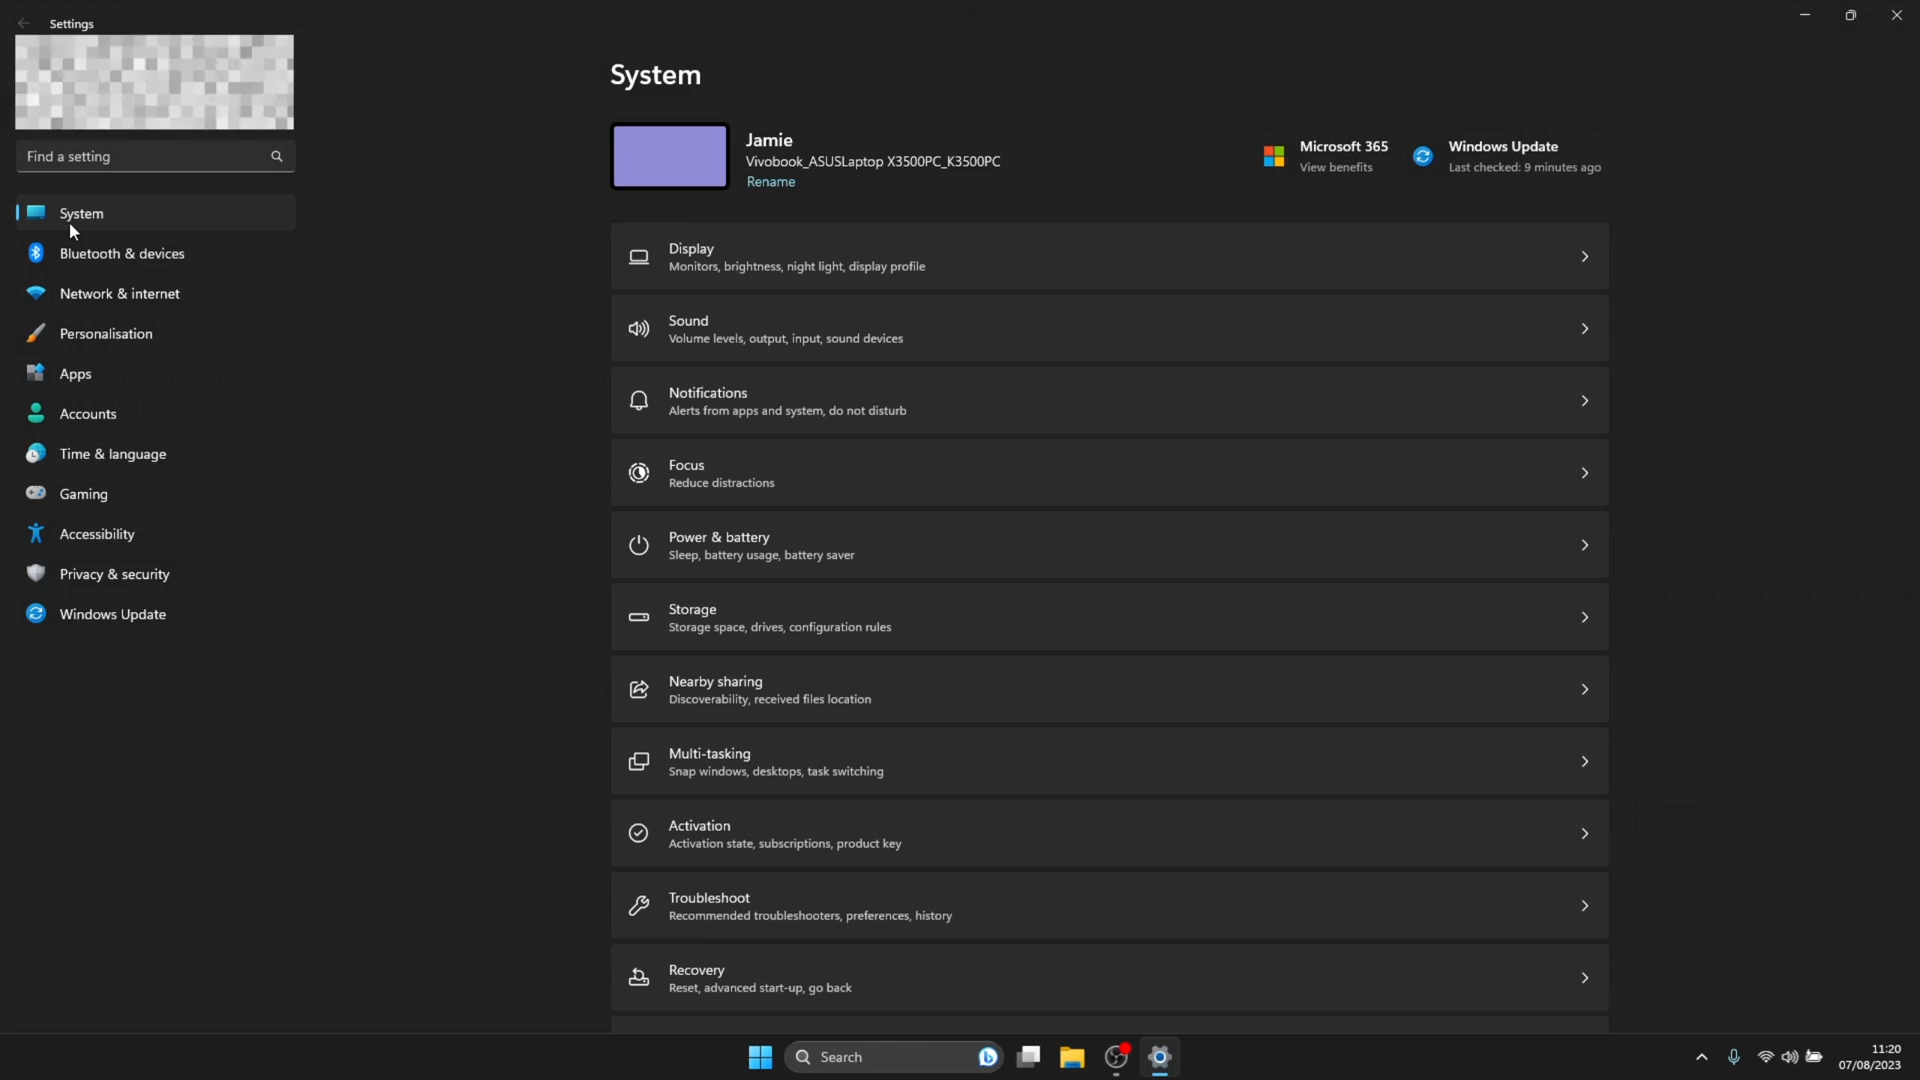 Settings
Find a setting
System
Bluetooth & devices
Network & internet
Personalisation
Apps
Accounts
Time & language
Gaming
Accessibility
Privacy & security
Windows Update
System
Jamie
Vivobook_ASUSLaptop X3500PC_K3500PC
Rename
Microsoft 365
View benefits
Windows Update
Last checked: 9 minutes ago
Display
Monitors, brightness, night light, display profile
Sound
Volume levels, output, input, sound devices
Notifications
Alerts from apps and system, do not disturb
Focus
Reduce distractions
Power & battery
Sleep, battery usage, battery saver
Storage
Storage space, drives, configuration rules
Nearby sharing
Discoverability, received files location
Multi-tasking
Snap windows, desktops, task switching
Activation
Activation state, subscriptions, product key
Troubleshoot
Recommended troubleshooters, preferences, history
Recovery
Reset, advanced start-up, go back
Search
11:20
07/08/2023